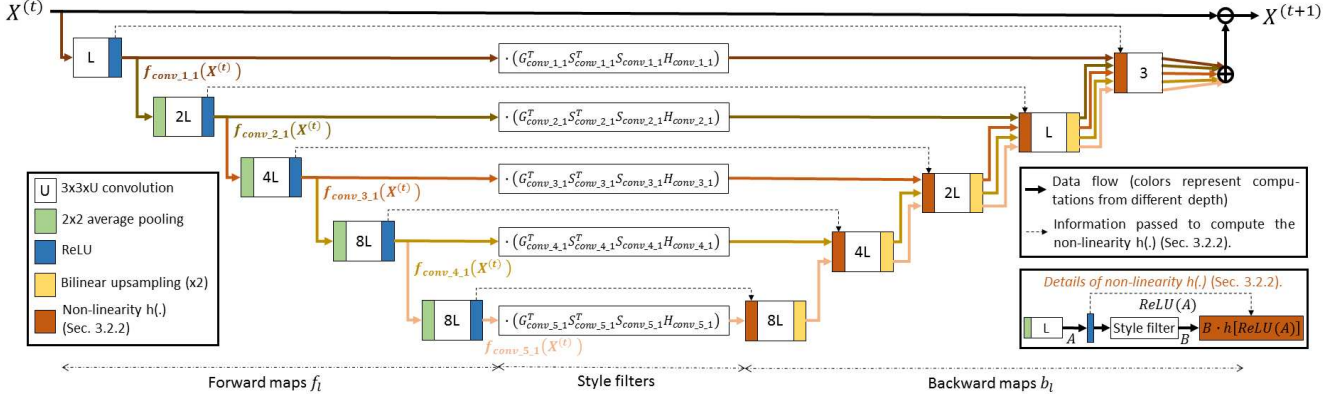 X^(t)
X^(t+1)
L
f_conv_1_1(X^(t))
· (G^T_conv_1_1 S^T_conv_1_1 S_conv_1_1 H_conv_1_1)
3
2L
f_conv_2_1(X^(t))
· (G^T_conv_2_1 S^T_conv_2_1 S_conv_2_1 H_conv_2_1)
L
4L
f_conv_3_1(X^(t))
· (G^T_conv_3_1 S^T_conv_3_1 S_conv_3_1 H_conv_3_1)
2L
8L
f_conv_4_1(X^(t))
· (G^T_conv_4_1 S^T_conv_4_1 S_conv_4_1 H_conv_4_1)
4L
8L
f_conv_5_1(X^(t))
· (G^T_conv_5_1 S^T_conv_5_1 S_conv_5_1 H_conv_5_1)
8L
U 3x3xU convolution
2x2 average pooling
ReLU
Bilinear upsampling (x2)
Non-linearity h(.)
(Sec. 3.2.2)
Data flow (colors represent compu-
tations from different depth)
Information passed to compute the
non-linearity h(.) (Sec. 3.2.2).
Details of non-linearity h(.) (Sec. 3.2.2).
ReLU(A)
L
A
Style filter
B
B · h[ReLU(A)]
Forward maps f_l
Style filters
Backward maps b_l